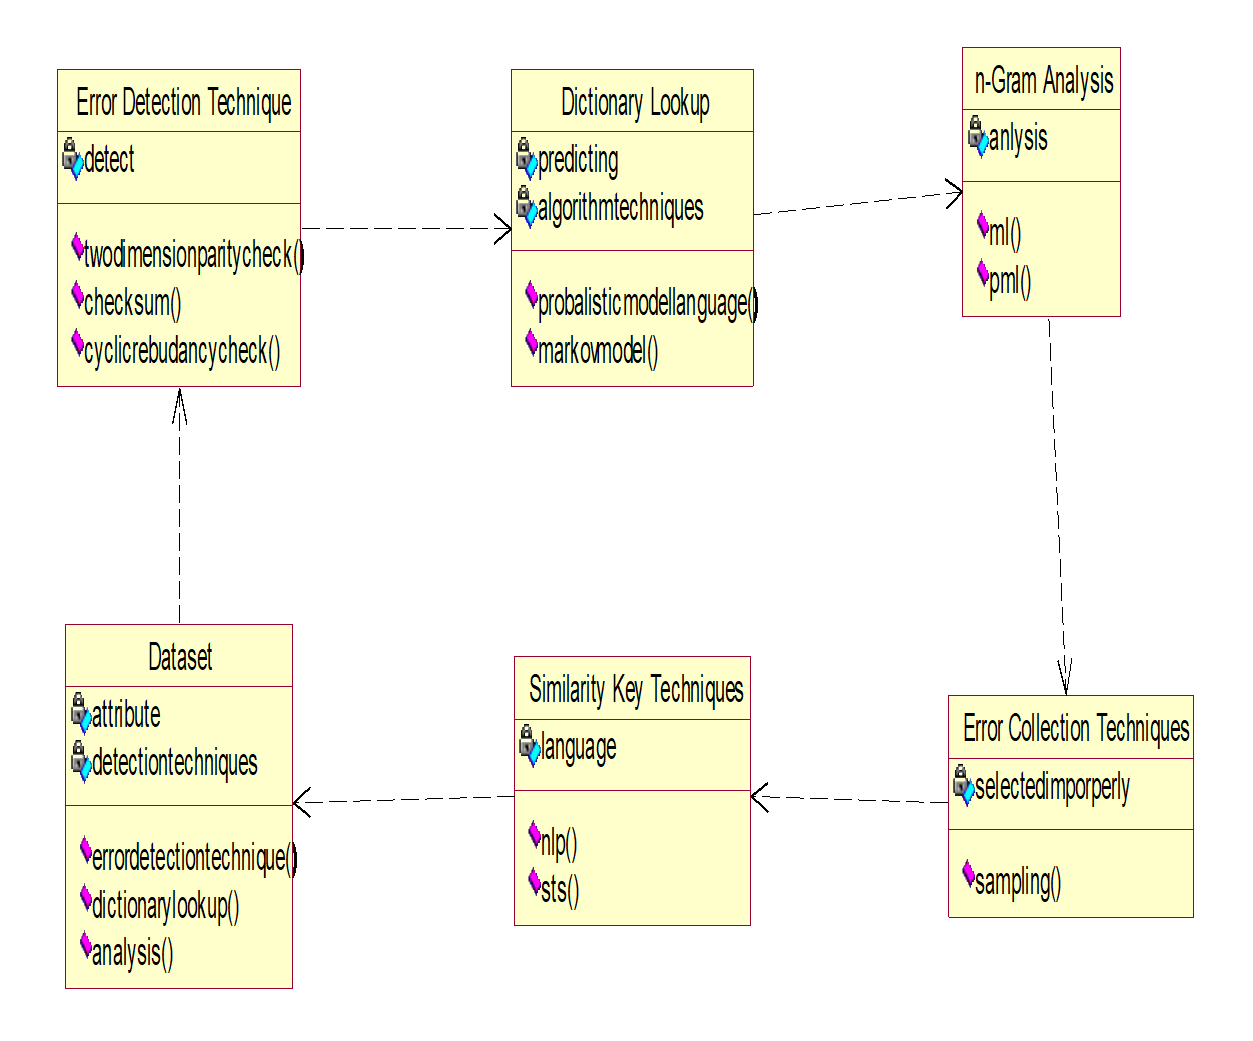 Error Detection Technique
detect
twodimensionparitycheck()
checksum()
cyclicrebudancycheck()
Dictionary Lookup
predicting
algorithmtechniques
probalisticmodellanguage()
markovmodel()
n-Gram Analysis
anlysis
ml()
pml()
Dataset
attribute
detectiontechniques
errordetectiontechnique()
dictionarylookup()
analysis()
Similarity Key Techniques
language
nlp()
sts()
Error Collection Techniques
selectedimporperly
sampling()